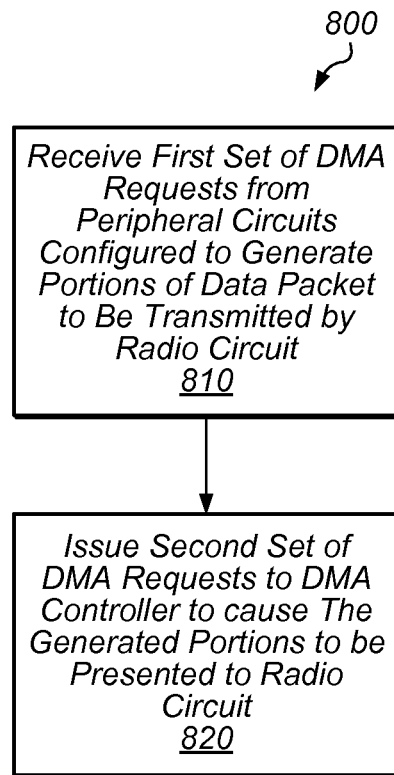 800
Receive First Set of DMA
Requests from
Peripheral Circuits
Configured to Generate
Portions of Data Packet
to Be Transmitted by
Radio Circuit
810
Issue Second Set of
DMA Requests to DMA
Controller to cause The
Generated Portions to be
Presented to Radio
Circuit
820